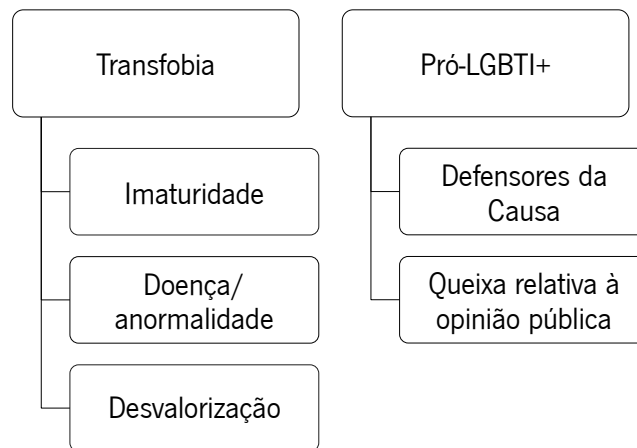 Transfobia
Imaturidade
Doença/
anormalidade
Desvalorização
Pró-LGBTI+
Defensores da
Causa
Queixa relativa à
opinião pública